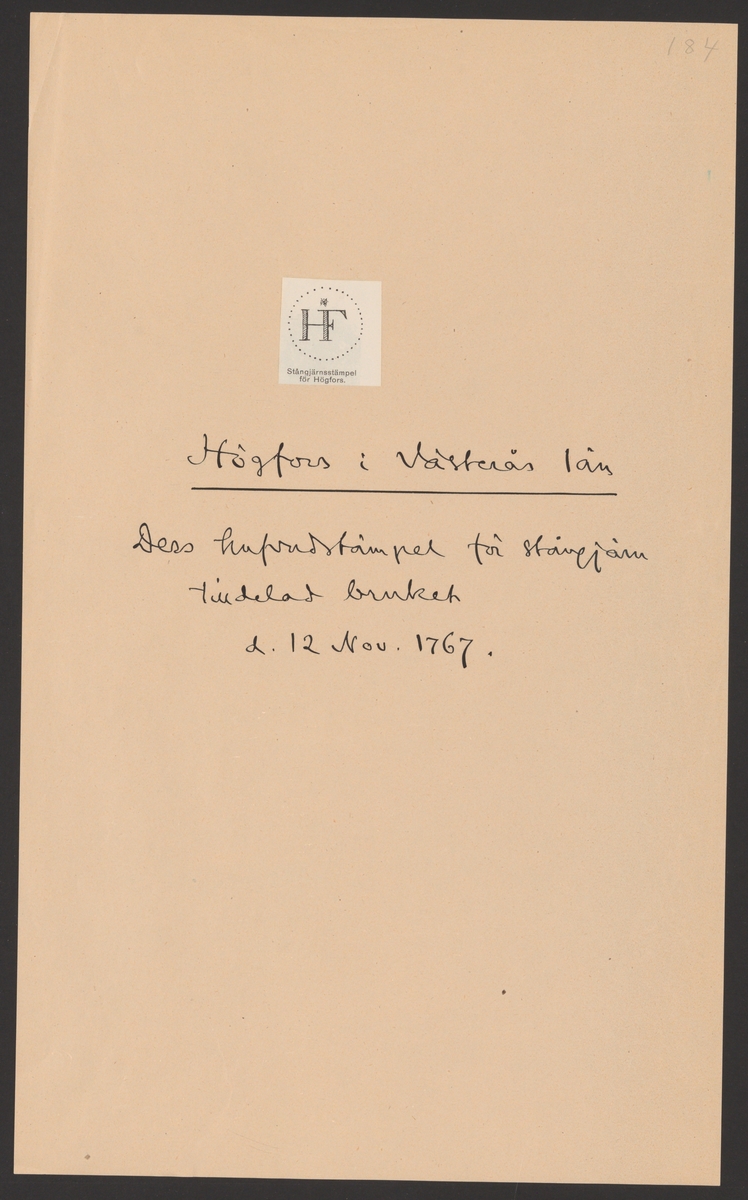 184
HF
Stångjärnsstämpel
för Högfors.
Högfors i Västerås län
Dess hufvudstämpel för stångjärn
tilldelad bruket
d. 12 Nov. 1767.